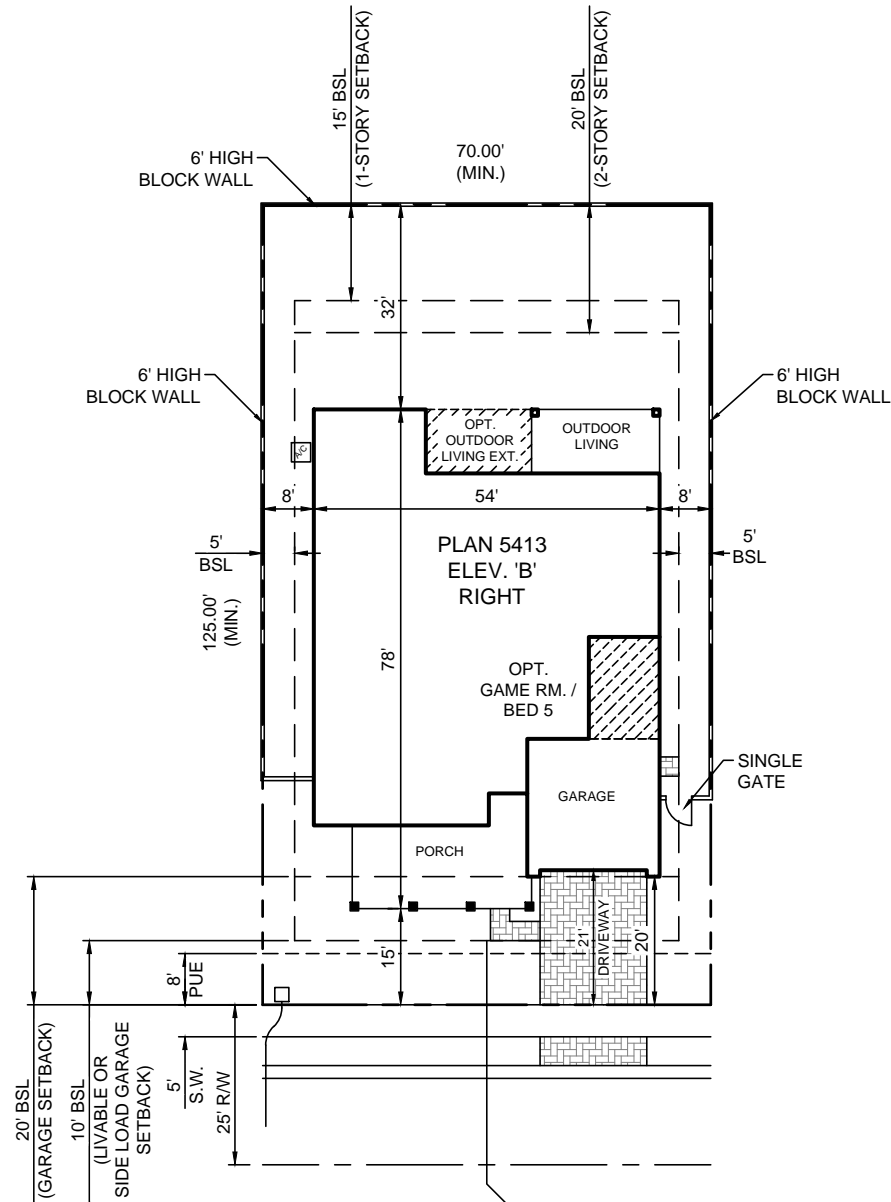 15' BSL
(1-STORY SETBACK)
20' BSL
(2-STORY SETBACK)
70.00'
(MIN.)
6' HIGH
BLOCK WALL
32'
6' HIGH
BLOCK WALL
6' HIGH
BLOCK WALL
OPT.
OUTDOOR
LIVING EXT.
OUTDOOR
LIVING
A/C
8'
54'
8'
5'
BSL
5'
BSL
PLAN 5413
ELEV. 'B'
RIGHT
125.00'
(MIN.)
78'
OPT.
GAME RM. /
BED 5
SINGLE
GATE
GARAGE
PORCH
15'
21'
DRIVEWAY
20'
8'
PUE
20' BSL
(GARAGE SETBACK)
10' BSL
(LIVABLE OR
SIDE LOAD GARAGE
SETBACK)
5'
S.W.
25' R/W